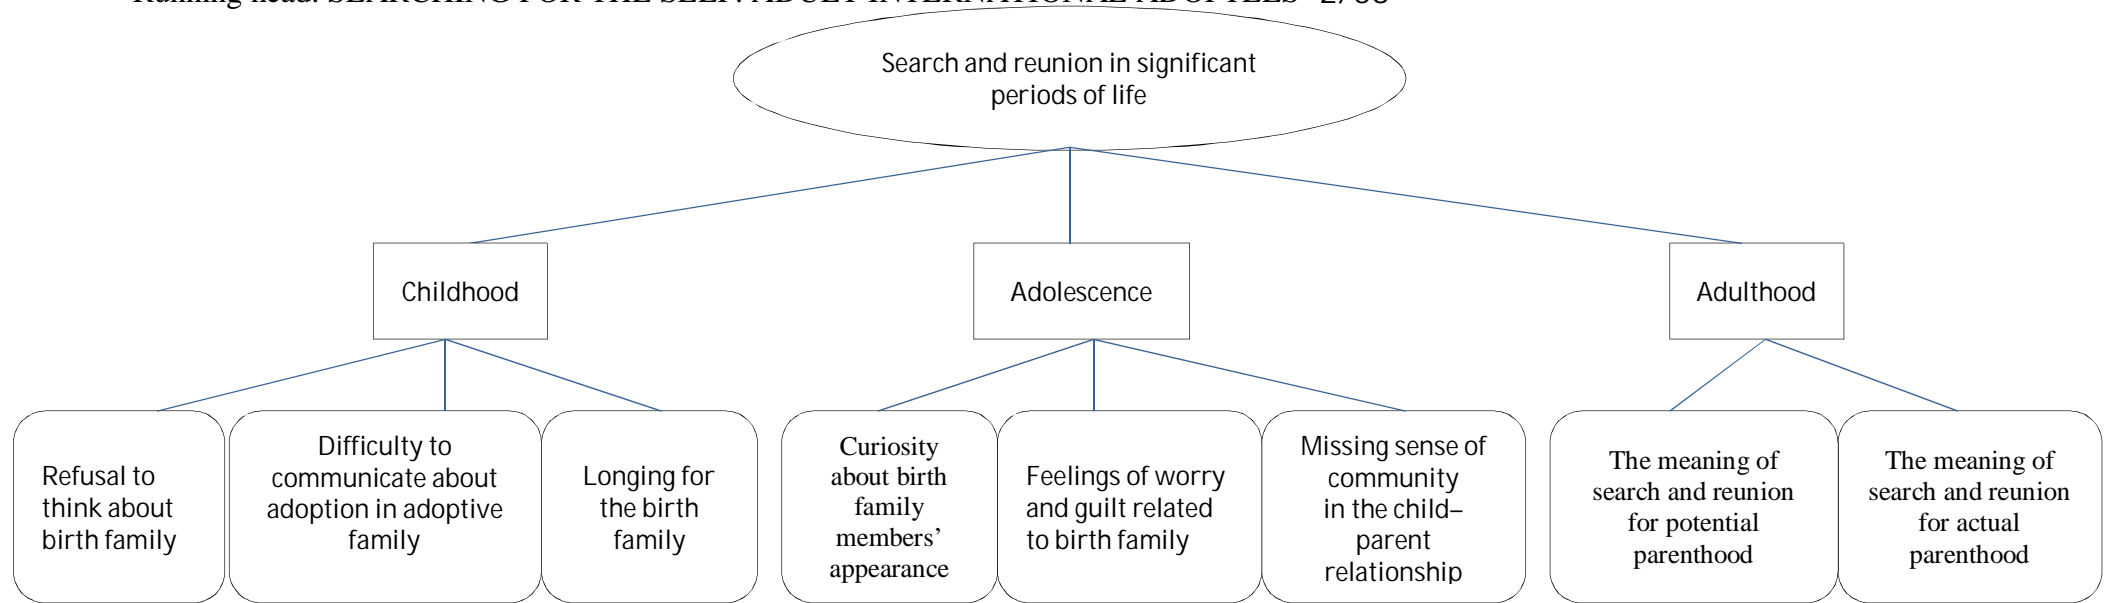 Search and reunion in significant
periods of life
Childhood
Adolescence
Adulthood
Refusal to
think about
birth family
Difficulty to
communicate about
adoption in adoptive
family
Longing for
the birth
family
Curiosity
about birth
family
members’
appearance
Feelings of worry
and guilt related
to birth family
Missing sense of
community
in the child–
parent
relationship
The meaning of
search and reunion
for potential
parenthood
The meaning of
search and reunion
for actual
parenthood